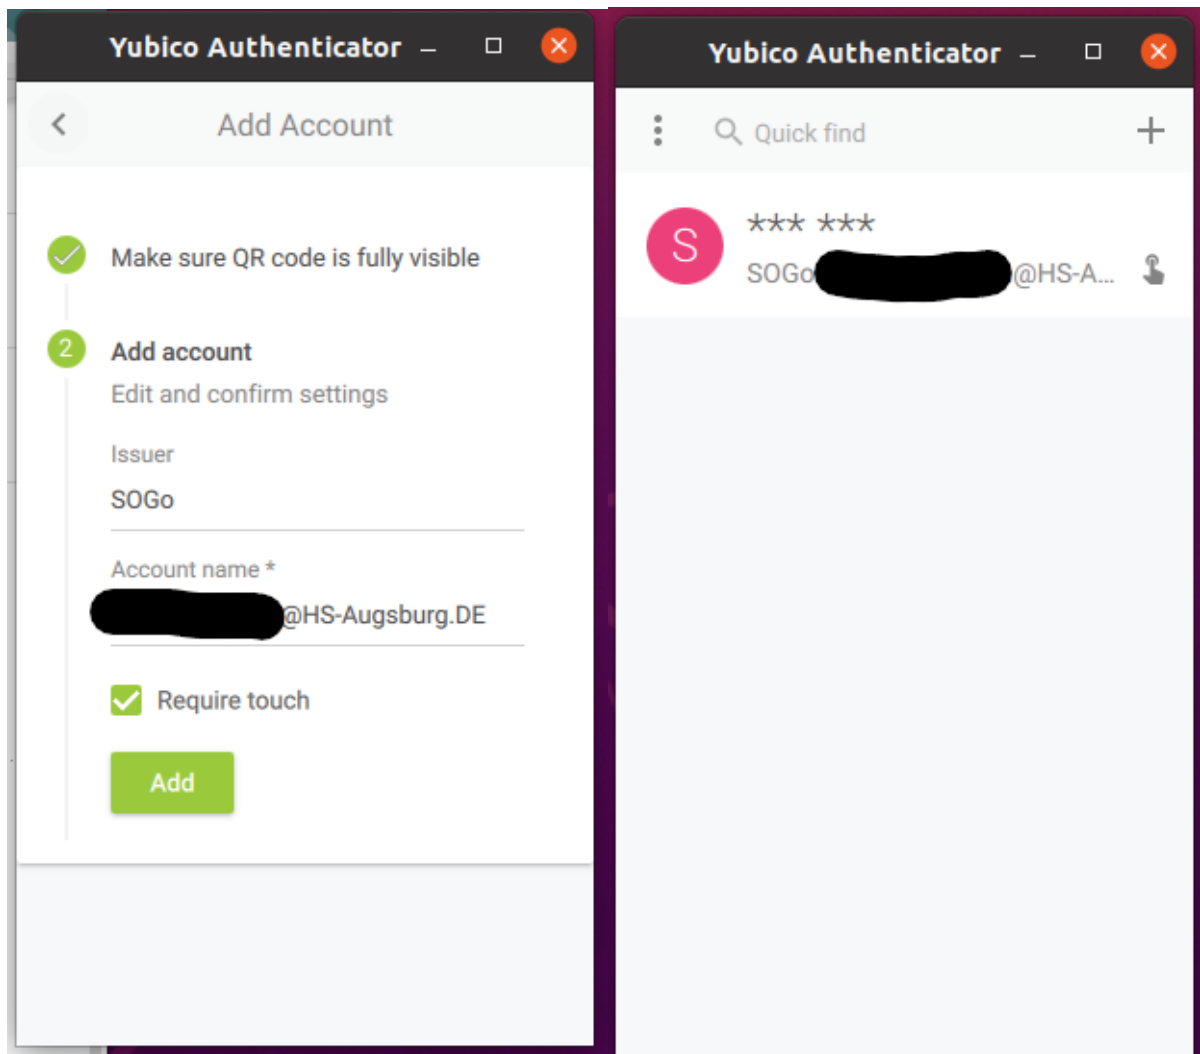 Yubico Authenticator
Add Account
Make sure QR code is fully visible
2
Add account
Edit and confirm settings
Issuer
SOGo
Account name *
@HS-Augsburg.DE
Require touch
Add
Yubico Authenticator
Quick find
S
*** ***
SOGo @HS-A...